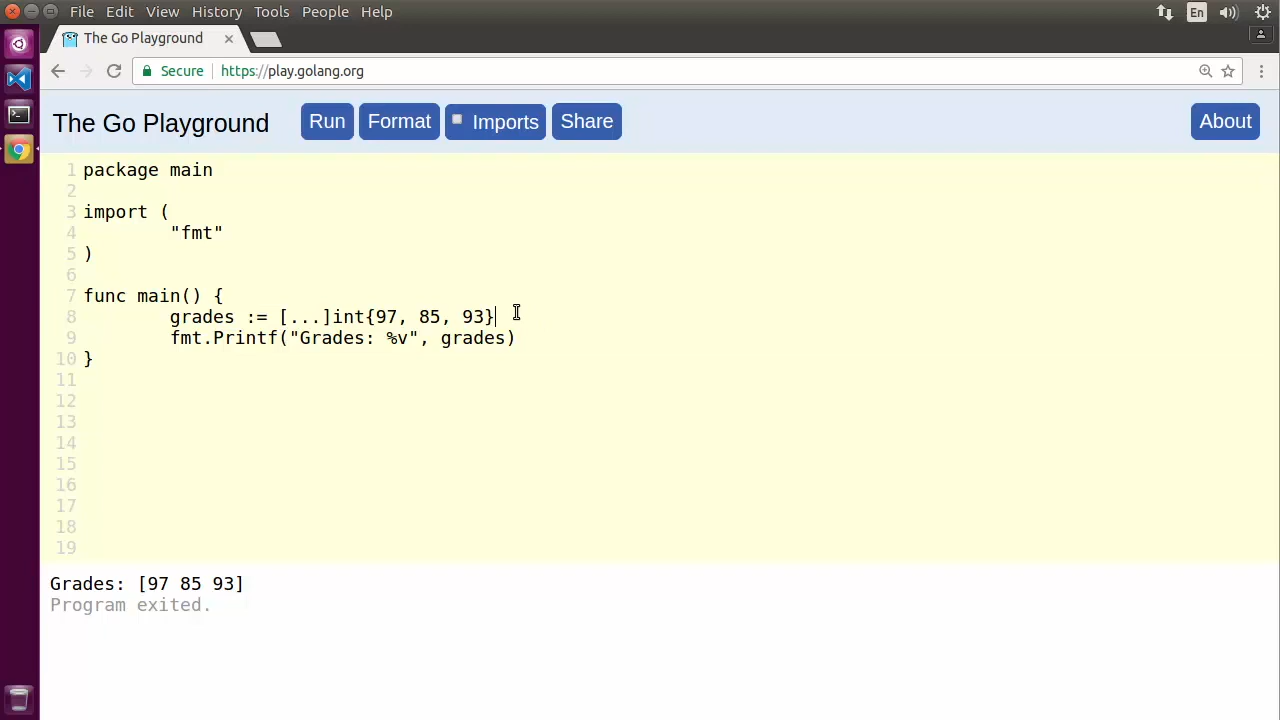 File Edit View History Tools People Help
En
The Go Playground
Secure https://play.golang.org
The Go Playground Run Format Imports Share About
1 package main
2
3 import (
4 "fmt"
5 )
6
7 func main() {
8 grades := [...]int{97, 85, 93}
9 fmt.Printf("Grades: %v", grades)
10 }
11
12
13
14
15
16
17
18
19
Grades: [97 85 93]
Program exited.